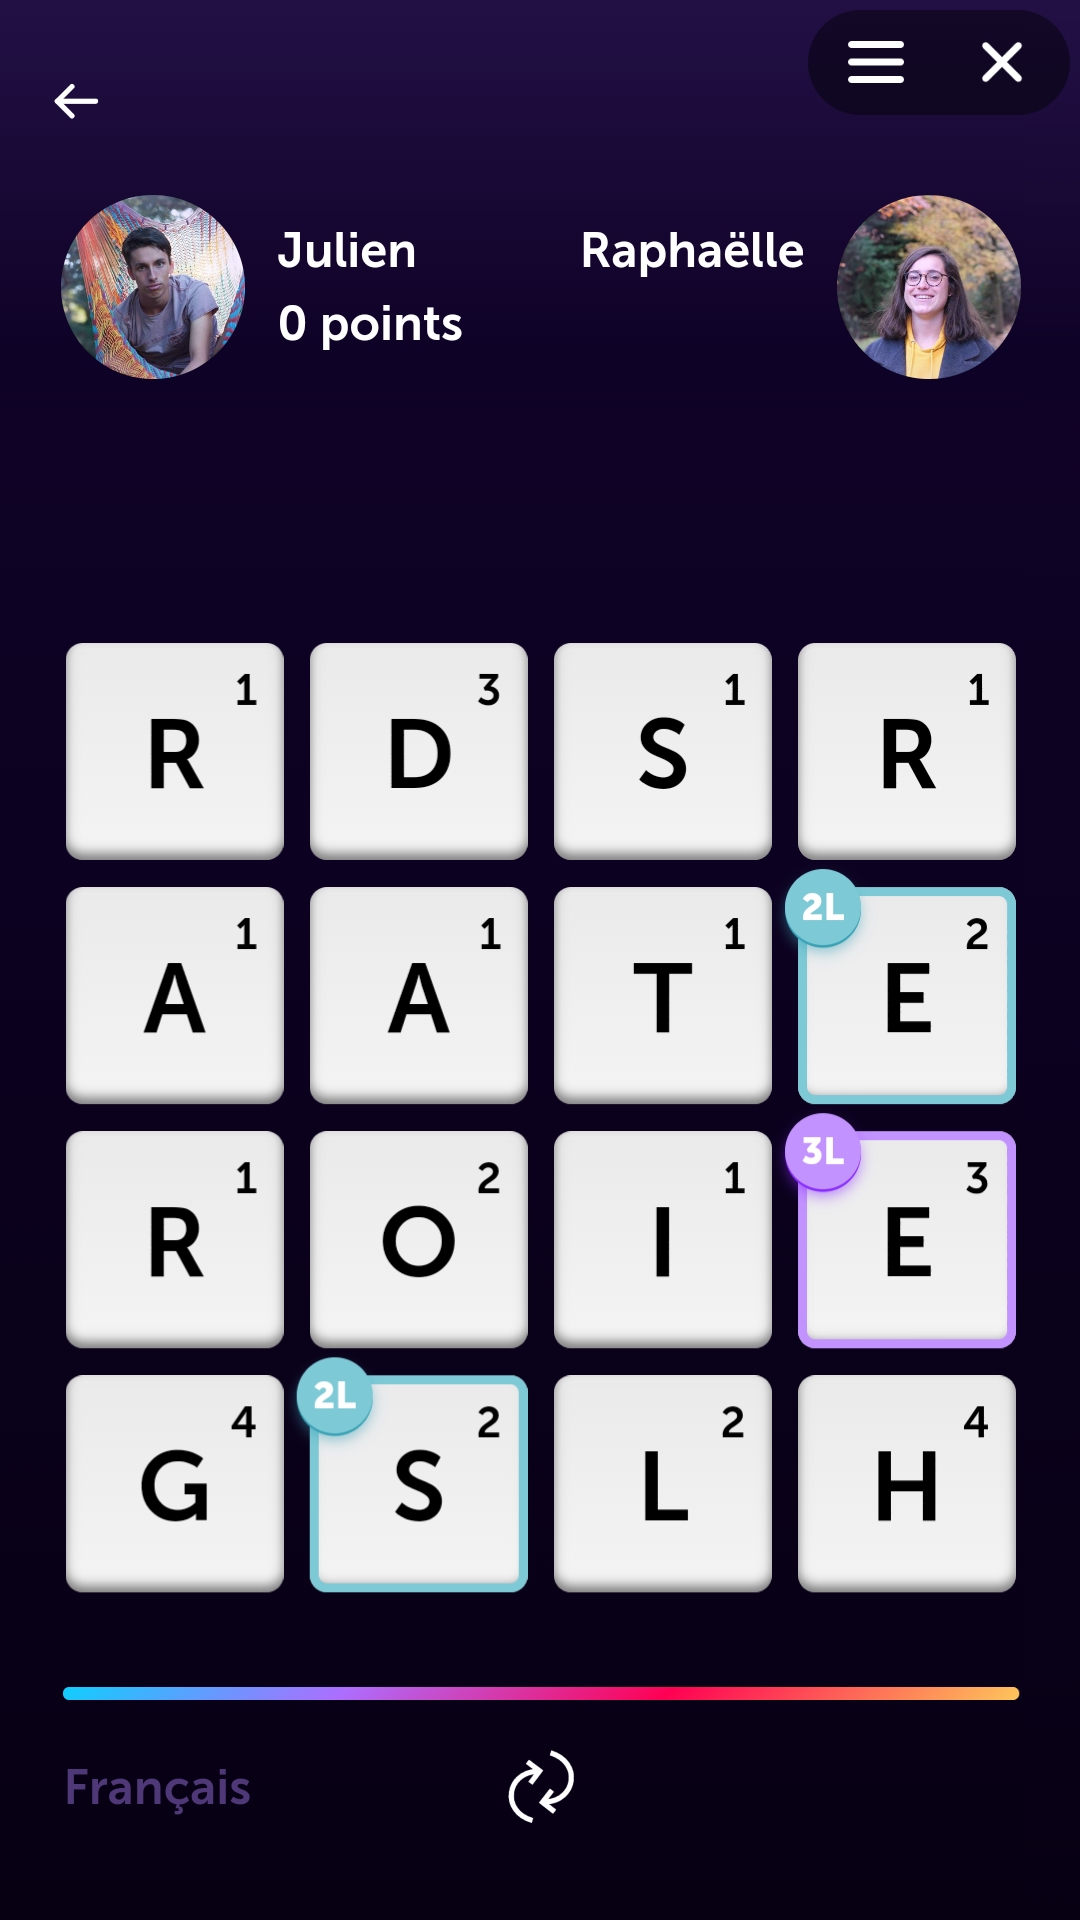 Julien
Raphaëlle
0 points
1 3 1 1
R D S R
2L
1 1 1 2
A A T E
3L
1 2 1 3
R O I E
2L
4 2 2 4
G S L H
Français